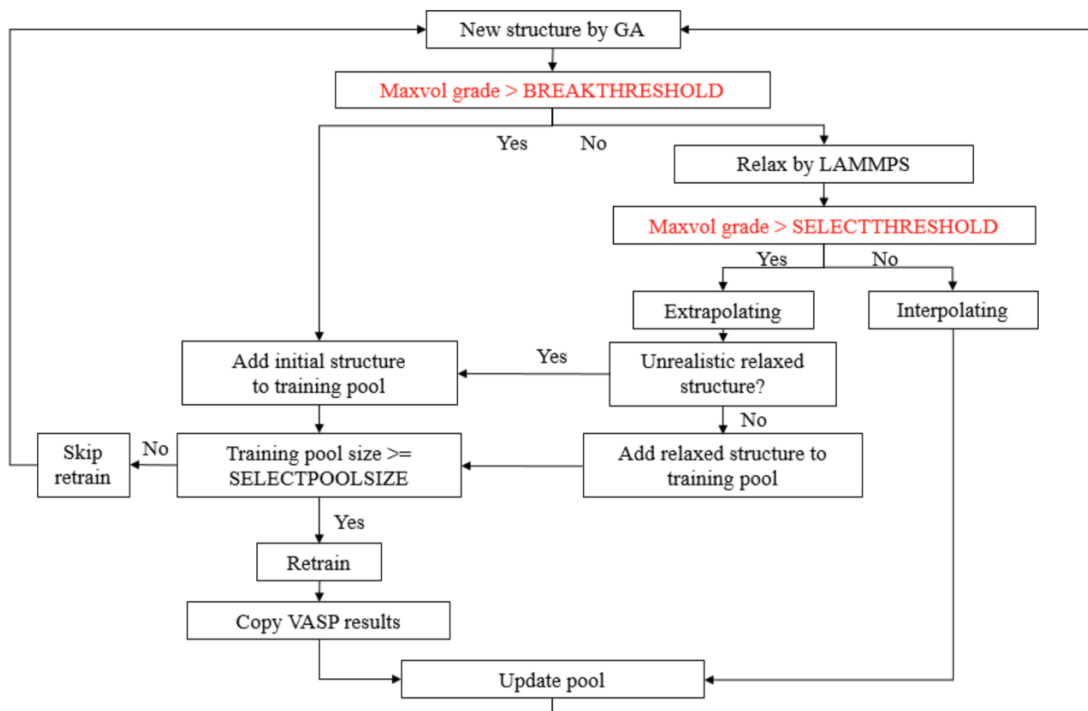 New structure by GA
Maxvol grade > BREAKTHRESHOLD
Yes
No
Relax by LAMMPS
Maxvol grade > SELECTTHRESHOLD
Yes
No
Extrapolating
Interpolating
Add initial structure
to training pool
Yes
Unrealistic relaxed
structure?
No
Skip
retrain
No
Training pool size >=
SELECTPOOLSIZE
Add relaxed structure to
training pool
Yes
Retrain
Copy VASP results
Update pool